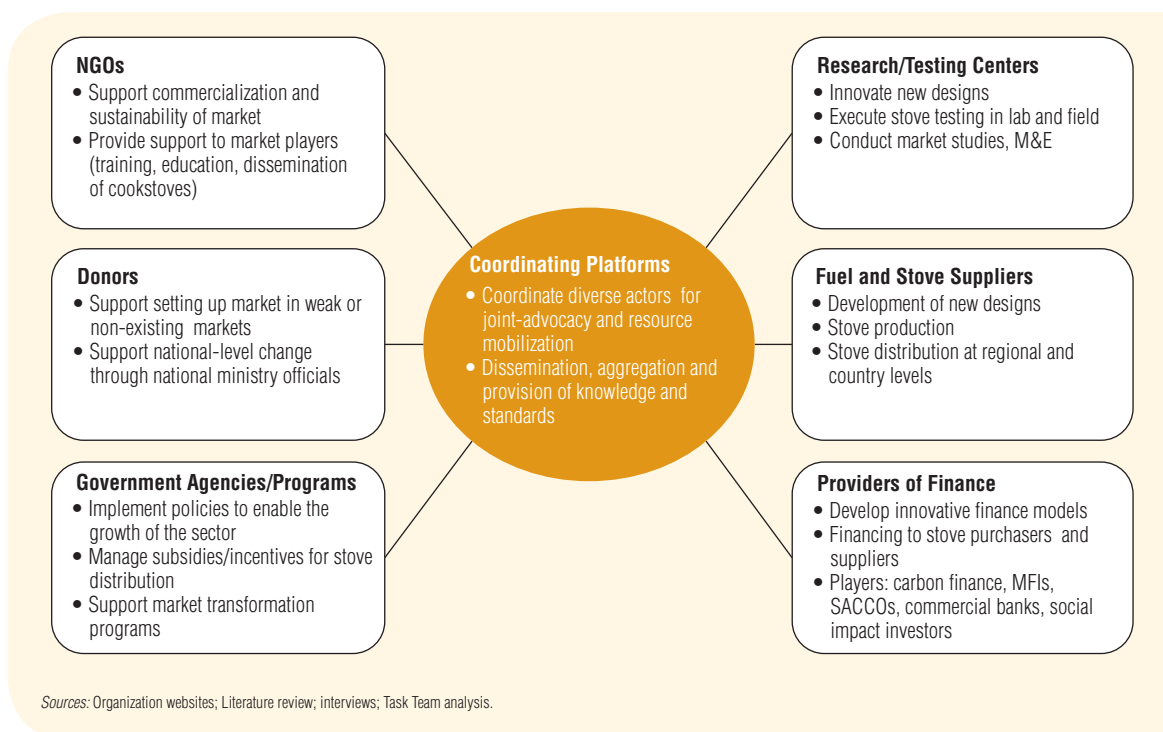 NGOs
• Support commercialization and
sustainability of market
• Provide support to market players
(training, education, dissemination
of cookstoves)
Donors
• Support setting up market in weak or
non-existing markets
• Support national-level change
through national ministry officials
Government Agencies/Programs
• Implement policies to enable the
growth of the sector
• Manage subsidies/incentives for stove
distribution
• Support market transformation
programs
Coordinating Platforms
• Coordinate diverse actors for
joint-advocacy and resource
mobilization
• Dissemination, aggregation and
provision of knowledge and
standards
Research/Testing Centers
• Innovate new designs
• Execute stove testing in lab and field
• Conduct market studies, M&E
Fuel and Stove Suppliers
• Development of new designs
• Stove production
• Stove distribution at regional and
country levels
Providers of Finance
• Develop innovative finance models
• Financing to stove purchasers and
suppliers
• Players: carbon finance, MFIs,
SACCOs, commercial banks, social
impact investors
Sources: Organization websites; Literature review; interviews; Task Team analysis.